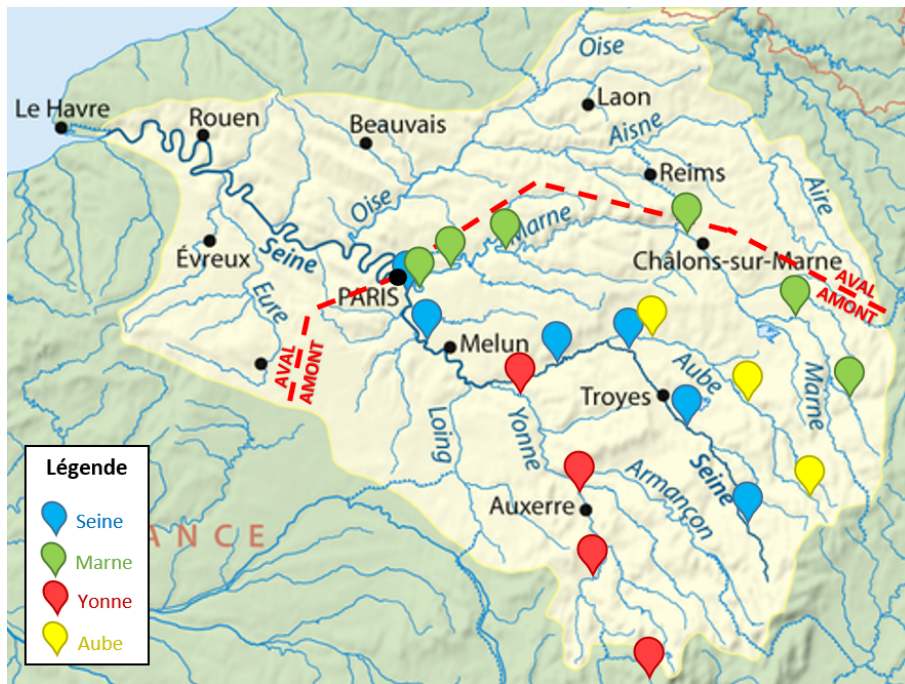 Oise
Le Havre
Rouen
Laon
Beauvais
Aisne
Reims
Aire
Oise
Marne
Évreux
Seine
Châlons-sur-Marne
PARIS
AVAL
AMONT
Eure
Melun
AVAL
AMONT
Aube
Marne
Troyes
Loing
Yonne
Seine
Armançon
Auxerre
ANCE
Légende
Seine
Marne
Yonne
Aube